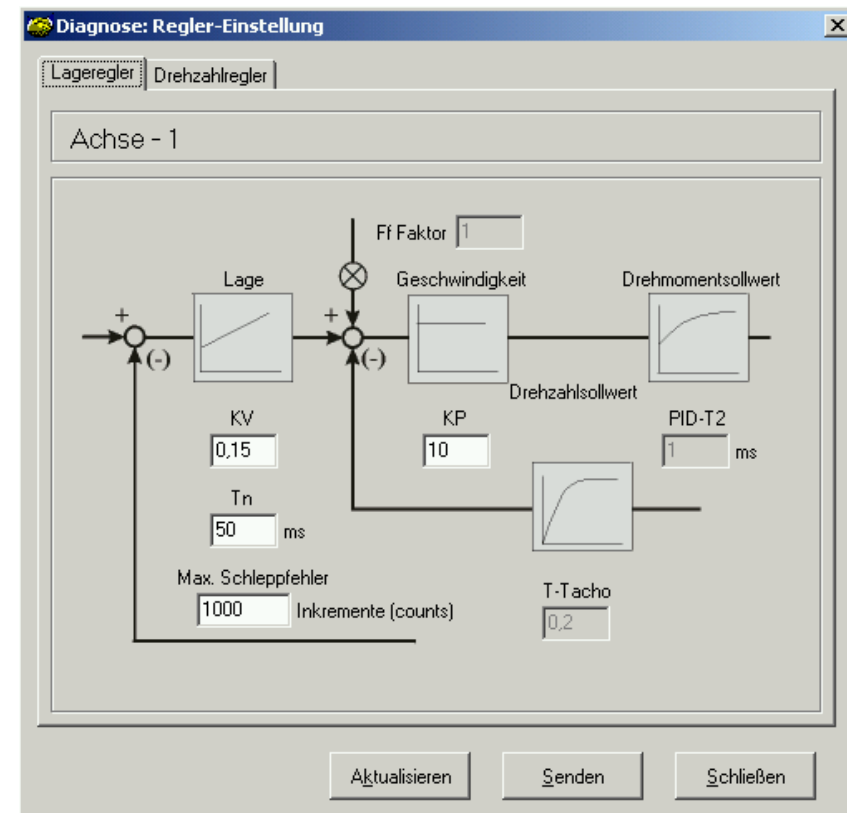 Diagnose: Regler-Einstellung
Lageregler
Drehzahlregler
Achse - 1
Ff Faktor 1
Lage
Geschwindigkeit
Drehmomentsollwert
+
+
(-)
(-)
Drehzahlsollwert
KV
KP
PID-T2
0,15
10
1 ms
Tn
50 ms
Max. Schleppfehler
1000 Inkremente (counts)
T-Tacho
0,2
Aktualisieren
Senden
Schließen